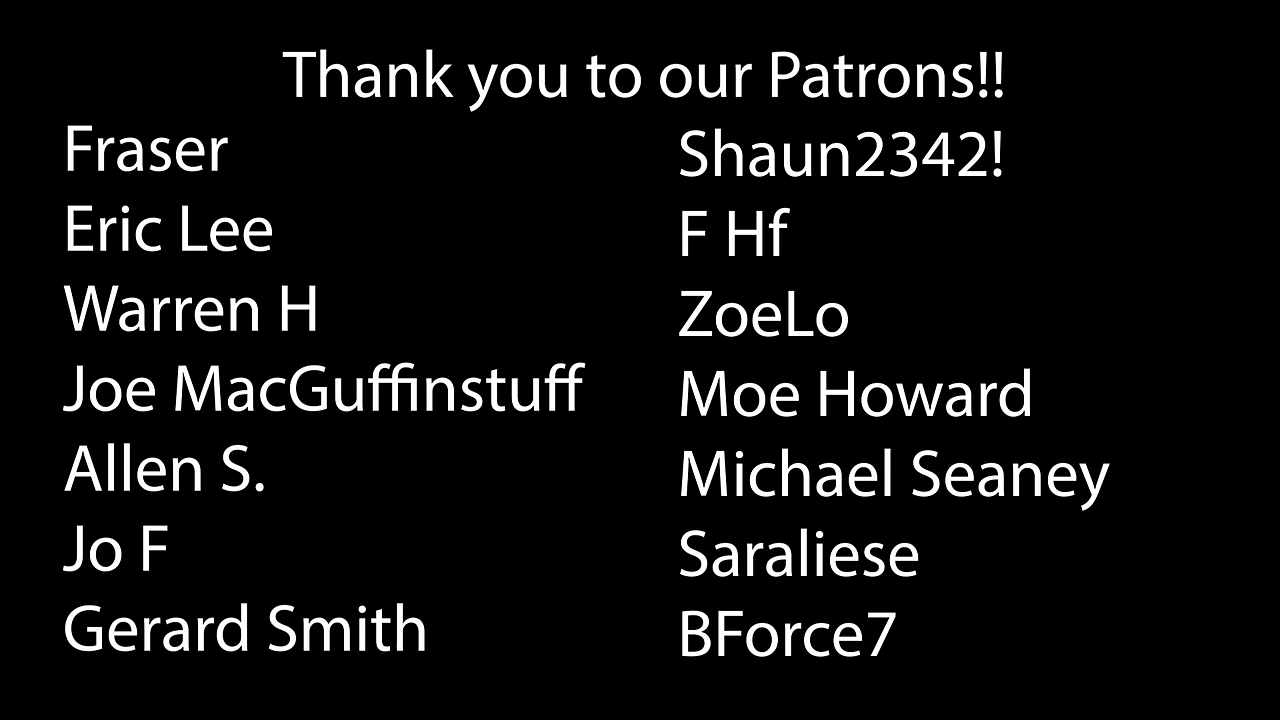 Thank you to our Patrons!!
Fraser
Eric Lee
Warren H
Joe MacGuffinstuff
Allen S.
Jo F
Gerard Smith
Shaun2342!
F Hf
ZoeLo
Moe Howard
Michael Seaney
Saraliese
BForce7